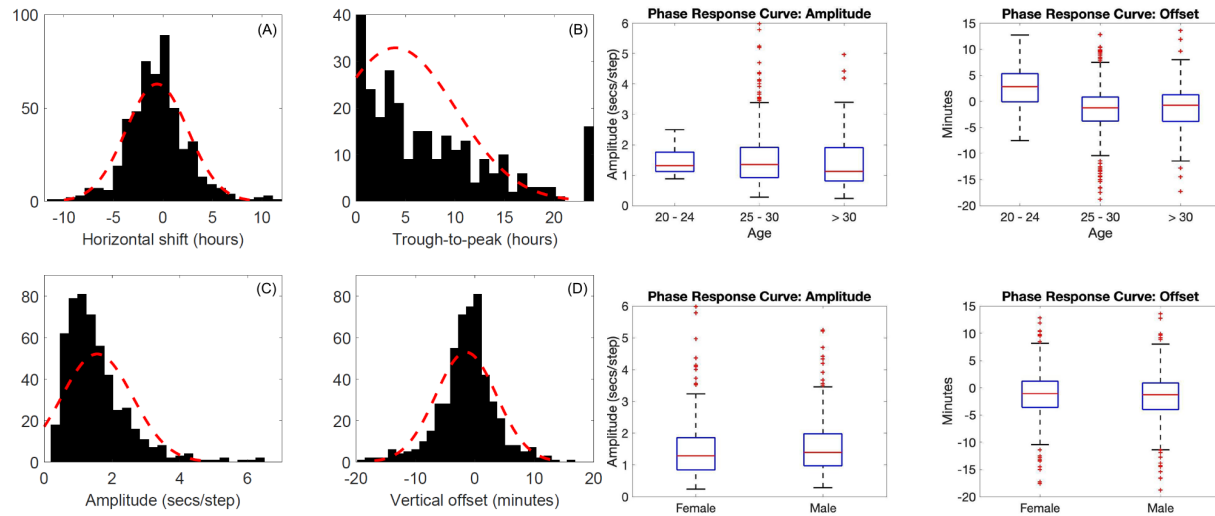 (A)
100
50
0
-10
-5
0
5
10
Horizontal shift (hours)
(B)
40
30
20
10
0
0
5
10
15
20
Trough-to-peak (hours)
Phase Response Curve: Amplitude
Amplitude (secs/step)
6
5
4
3
2
1
0
20 - 24
25 - 30
> 30
Age
Phase Response Curve: Offset
Minutes
15
10
5
0
-5
-10
-15
-20
20 - 24
25 - 30
> 30
Age
(C)
80
60
40
20
0
0
2
4
6
Amplitude (secs/step)
(D)
80
60
40
20
0
-20
-10
0
10
20
Vertical offset (minutes)
Phase Response Curve: Amplitude
Amplitude (secs/step)
6
5
4
3
2
1
0
Female
Male
Phase Response Curve: Offset
Minutes
15
10
5
0
-5
-10
-15
-20
Female
Male